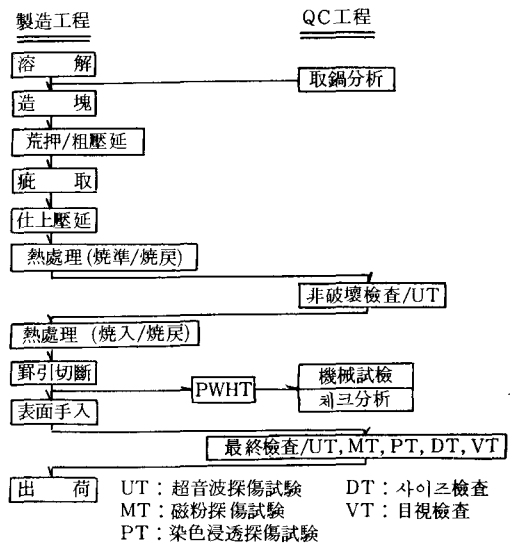 製造工程
QC工程
溶 解
取鍋分析
造 塊
荒押/粗壓延
疵 取
仕上壓延
熱處理(焼準/焼戻)
非破壞檢査/UT
熱處理 (焼入/焼戻)
罫引切斷
PWHT
機械試檢
체크分析
表面手入
最終檢査/UT, MT, PT, DT, VT
出 荷
UT : 超音波探傷試驗
DT : 사이즈檢査
MT : 磁粉探傷試驗
VT : 目視檢査
PT : 染色浸透探傷試驗